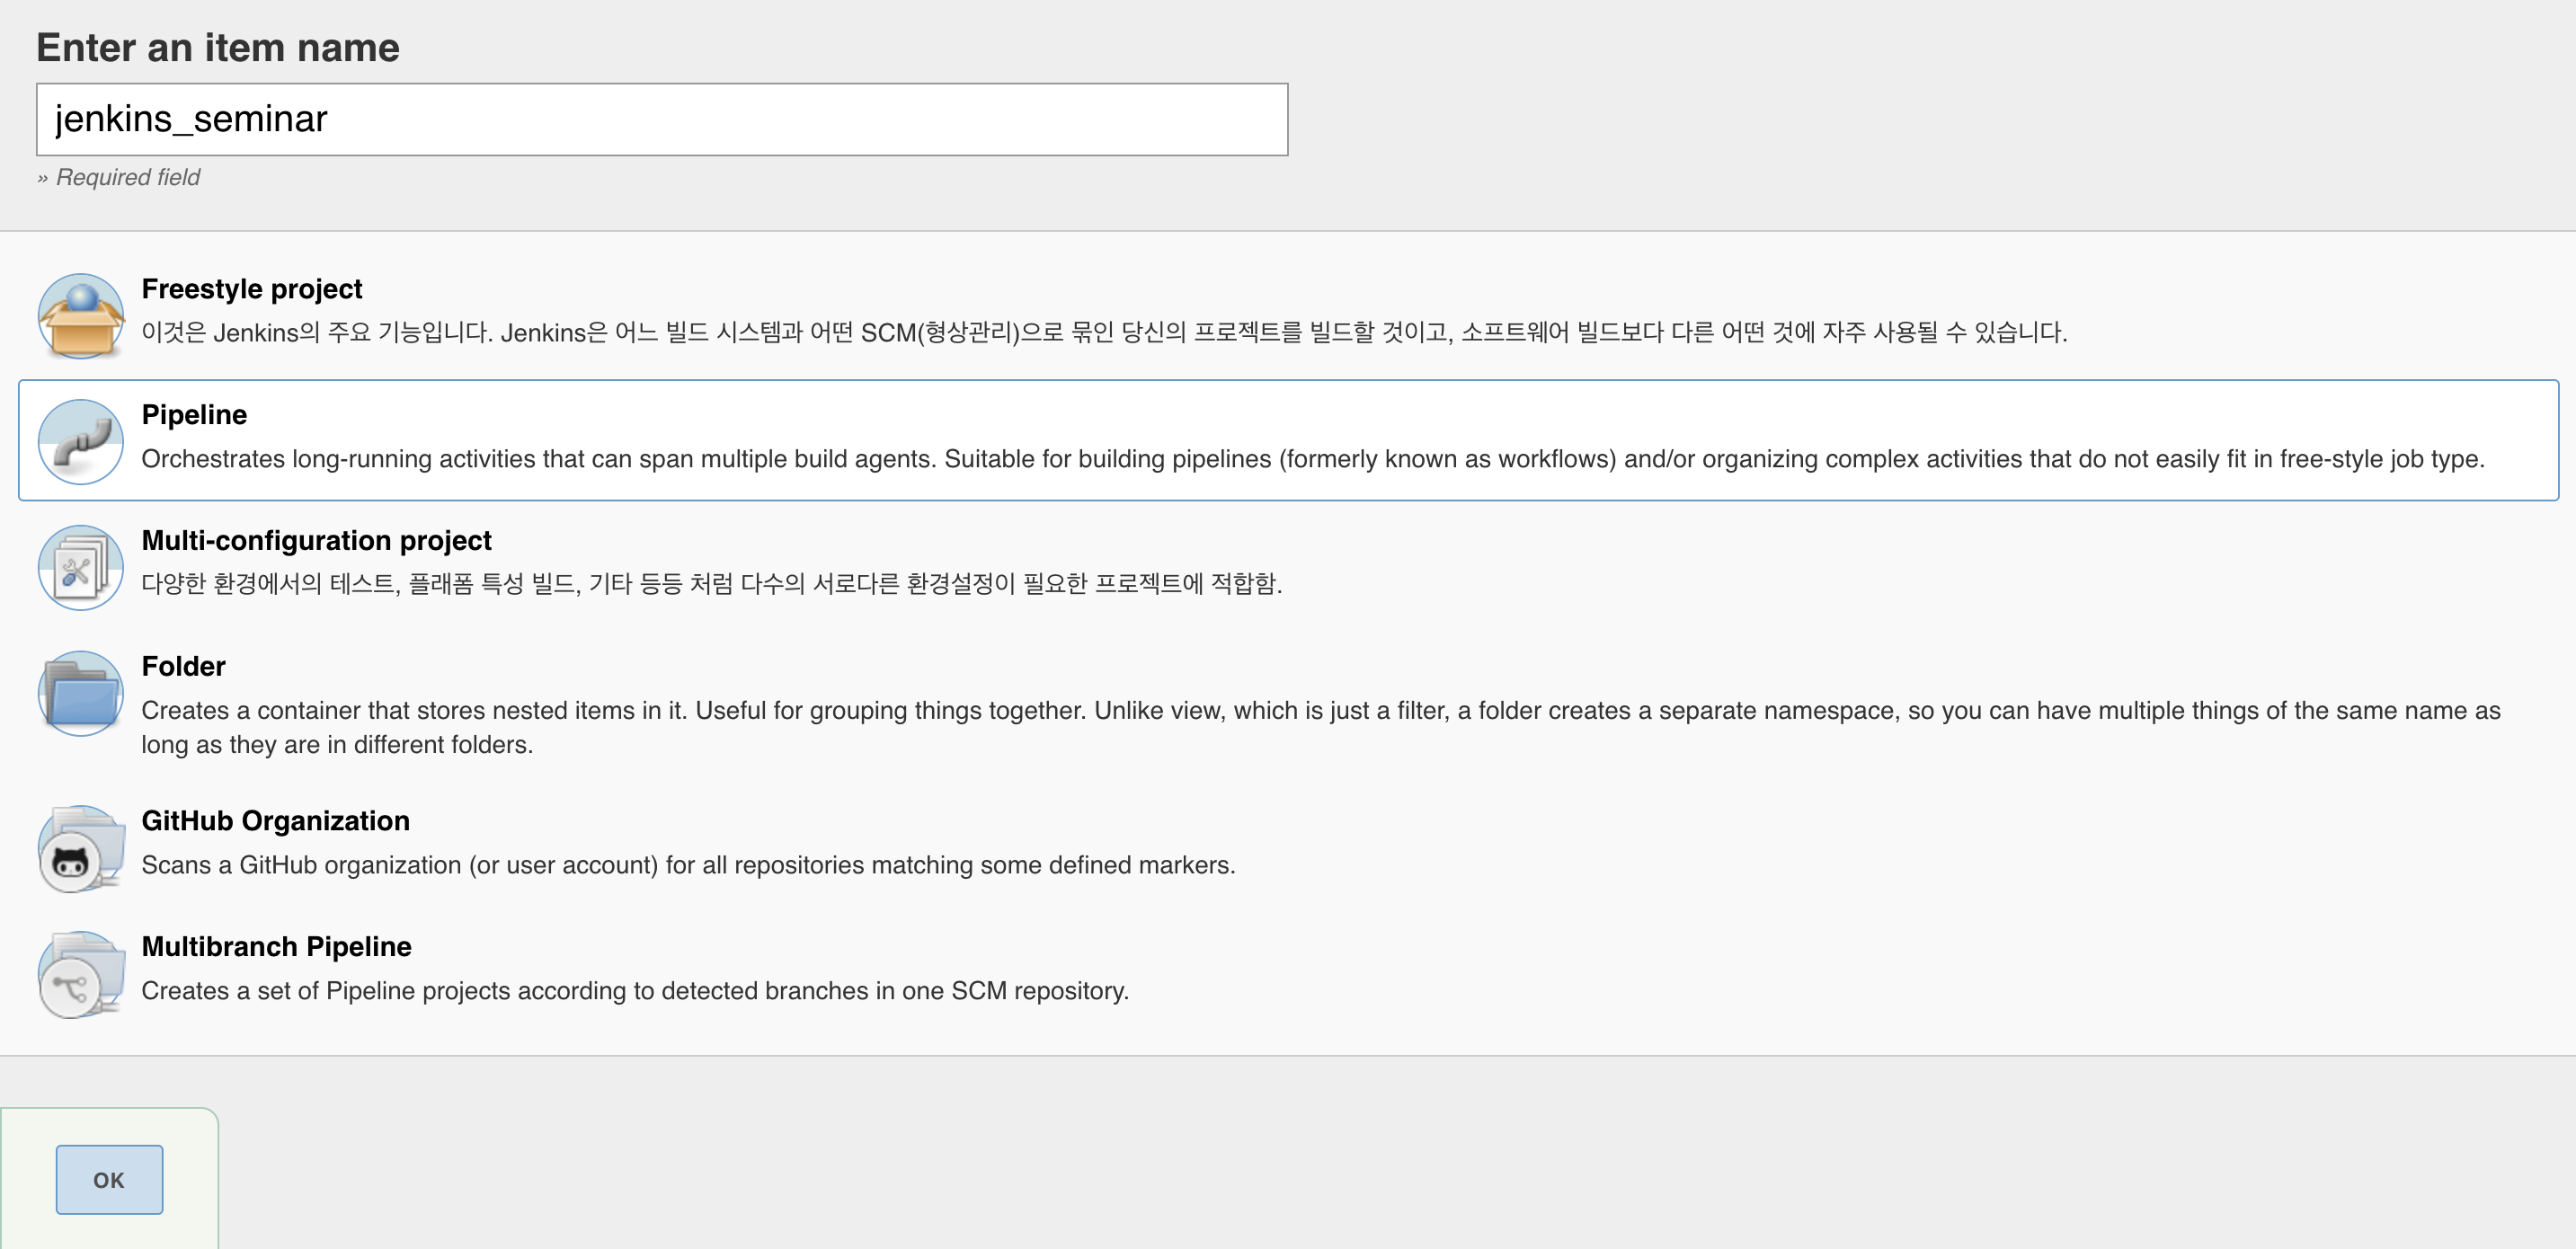 Enter an item name
jenkins_seminar
» Required field
Freestyle project
이것은 Jenkins의 주요 기능입니다. Jenkins은 어느 빌드 시스템과 어떤 SCM(형상관리)으로 묶인 당신의 프로젝트를 빌드할 것이고, 소프트웨어 빌드보다 다른 어떤 것에 자주 사용될 수 있습니다.
Pipeline
Orchestrates long-running activities that can span multiple build agents. Suitable for building pipelines (formerly known as workflows) and/or organizing complex activities that do not easily fit in free-style job type.
Multi-configuration project
다양한 환경에서의 테스트, 플래폼 특성 빌드, 기타 등등 처럼 다수의 서로다른 환경설정이 필요한 프로젝트에 적합함.
Folder
Creates a container that stores nested items in it. Useful for grouping things together. Unlike view, which is just a filter, a folder creates a separate namespace, so you can have multiple things of the same name as
long as they are in different folders.
GitHub Organization
Scans a GitHub organization (or user account) for all repositories matching some defined markers.
Multibranch Pipeline
Creates a set of Pipeline projects according to detected branches in one SCM repository.
OK